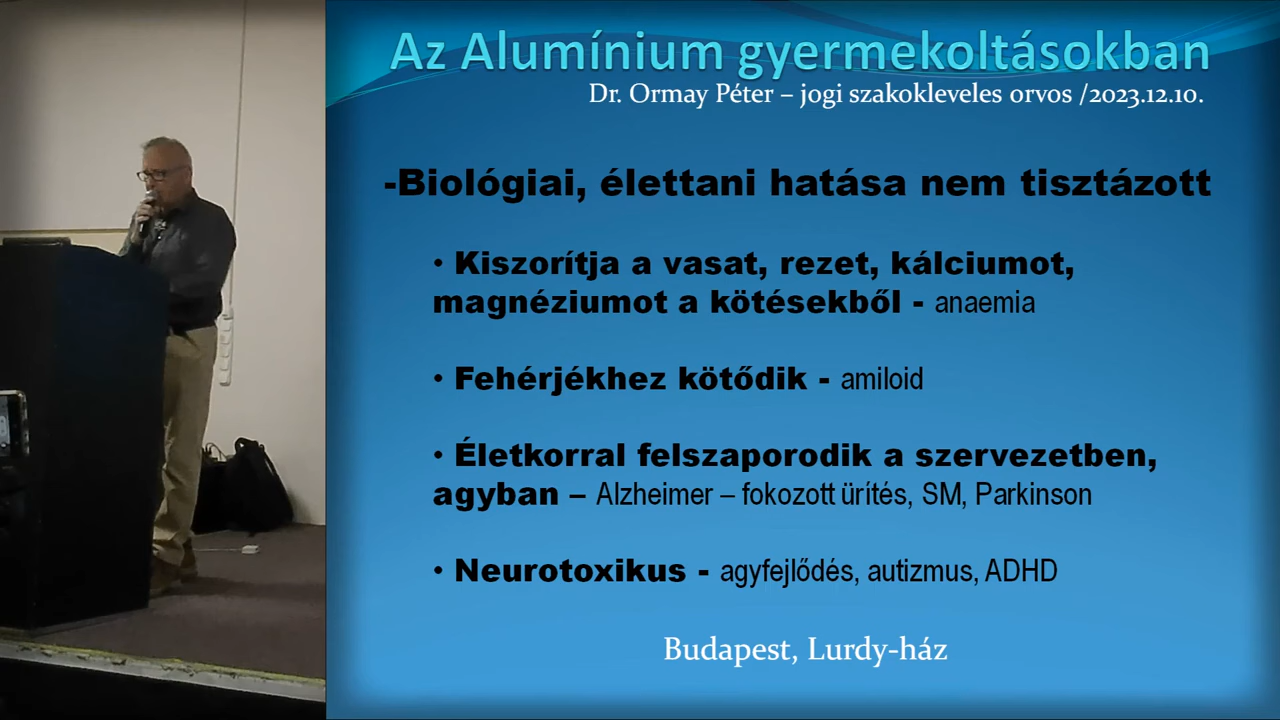 Az Alumínium gyermekoltásokban
Dr. Ormay Péter – jogi szakokleveles orvos /2023.12.10.
-Biológiai, élettani hatása nem tisztázott
• Kiszorítja a vasat, rezet, kálciumot,
magnéziumot a kötésekből - anaemia
• Fehérjékhez kötődik - amiloid
• Életkorral felszaporodik a szervezetben,
agyban – Alzheimer – fokozott ürítés, SM, Parkinson
• Neurotoxikus - agyfejlődés, autizmus, ADHD
Budapest, Lurdy-ház